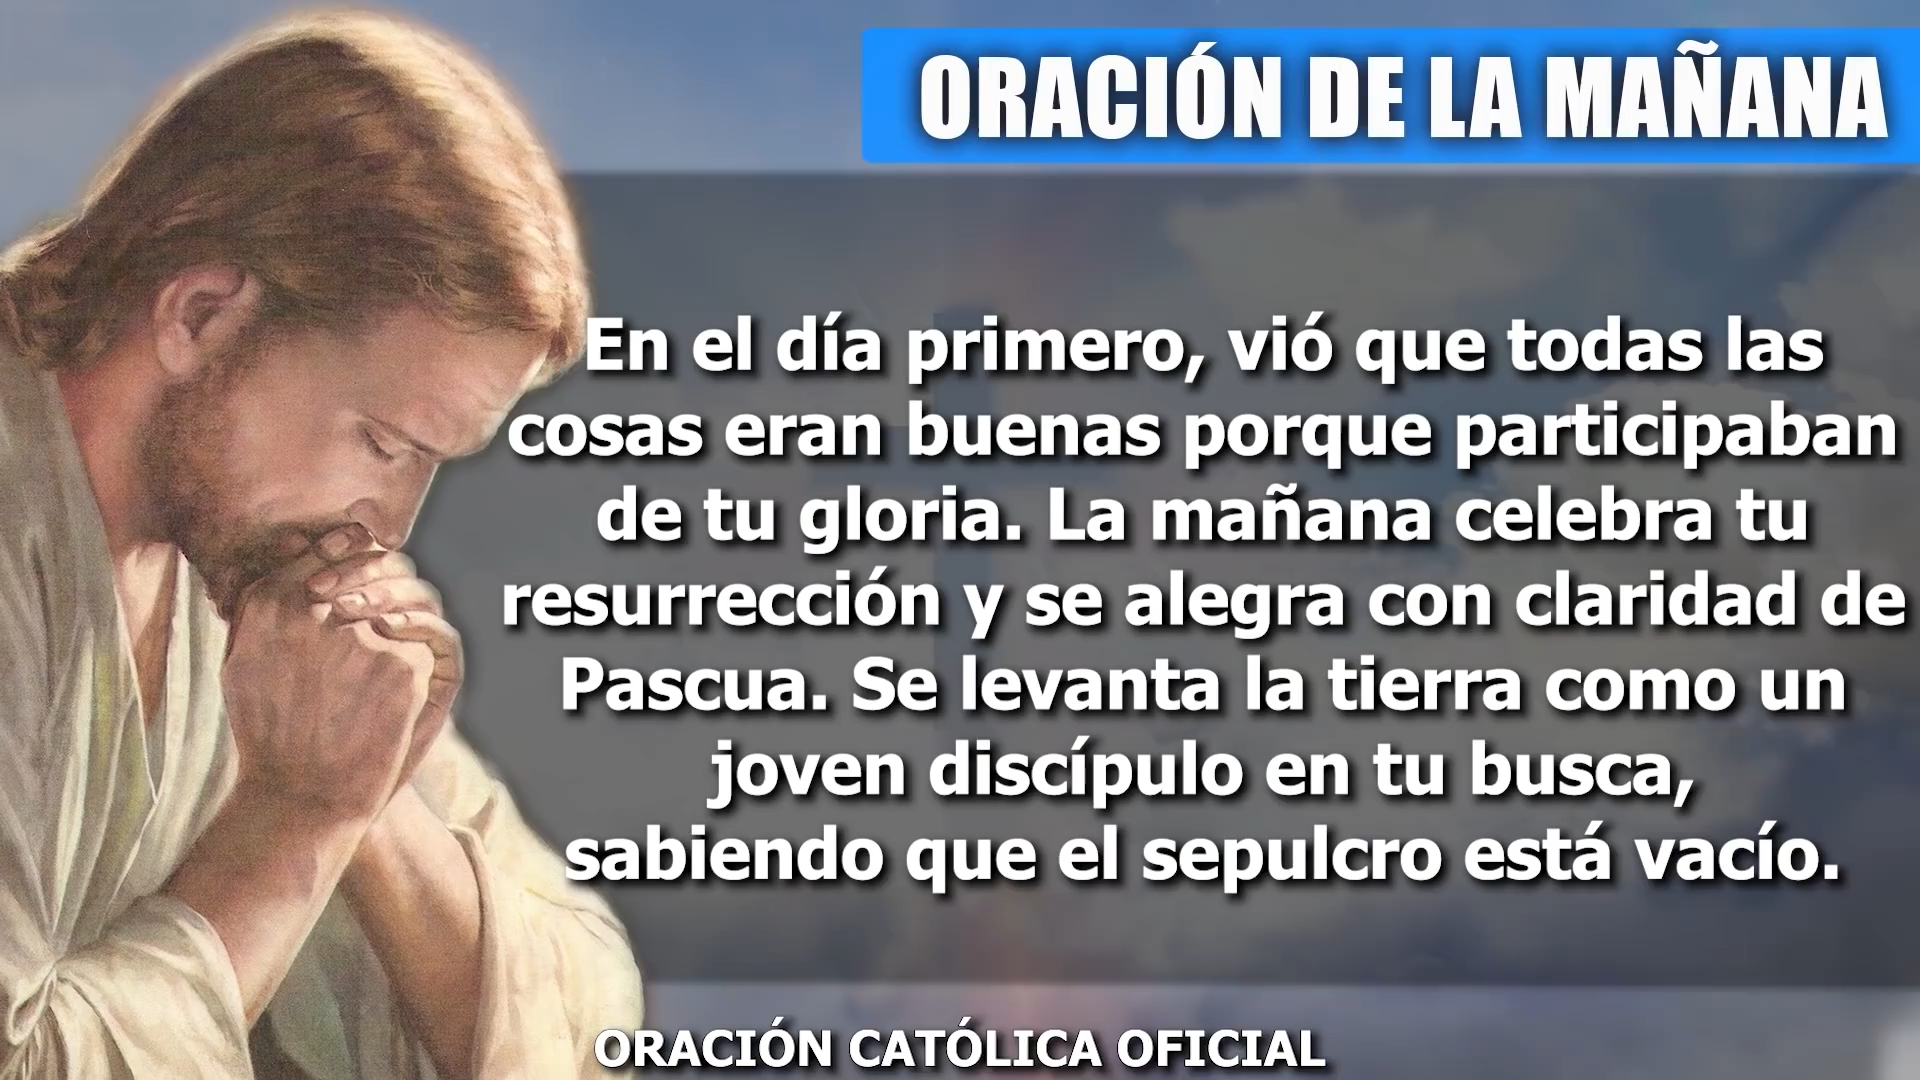 ORACIÓN DE LA MAÑANA
En el día primero, vió que todas las
cosas eran buenas porque participaban
de tu gloria. La mañana celebra tu
resurrección y se alegra con claridad de
Pascua. Se levanta la tierra como un
joven discípulo en tu busca,
sabiendo que el sepulcro está vacío.
ORACIÓN CATÓLICA OFICIAL